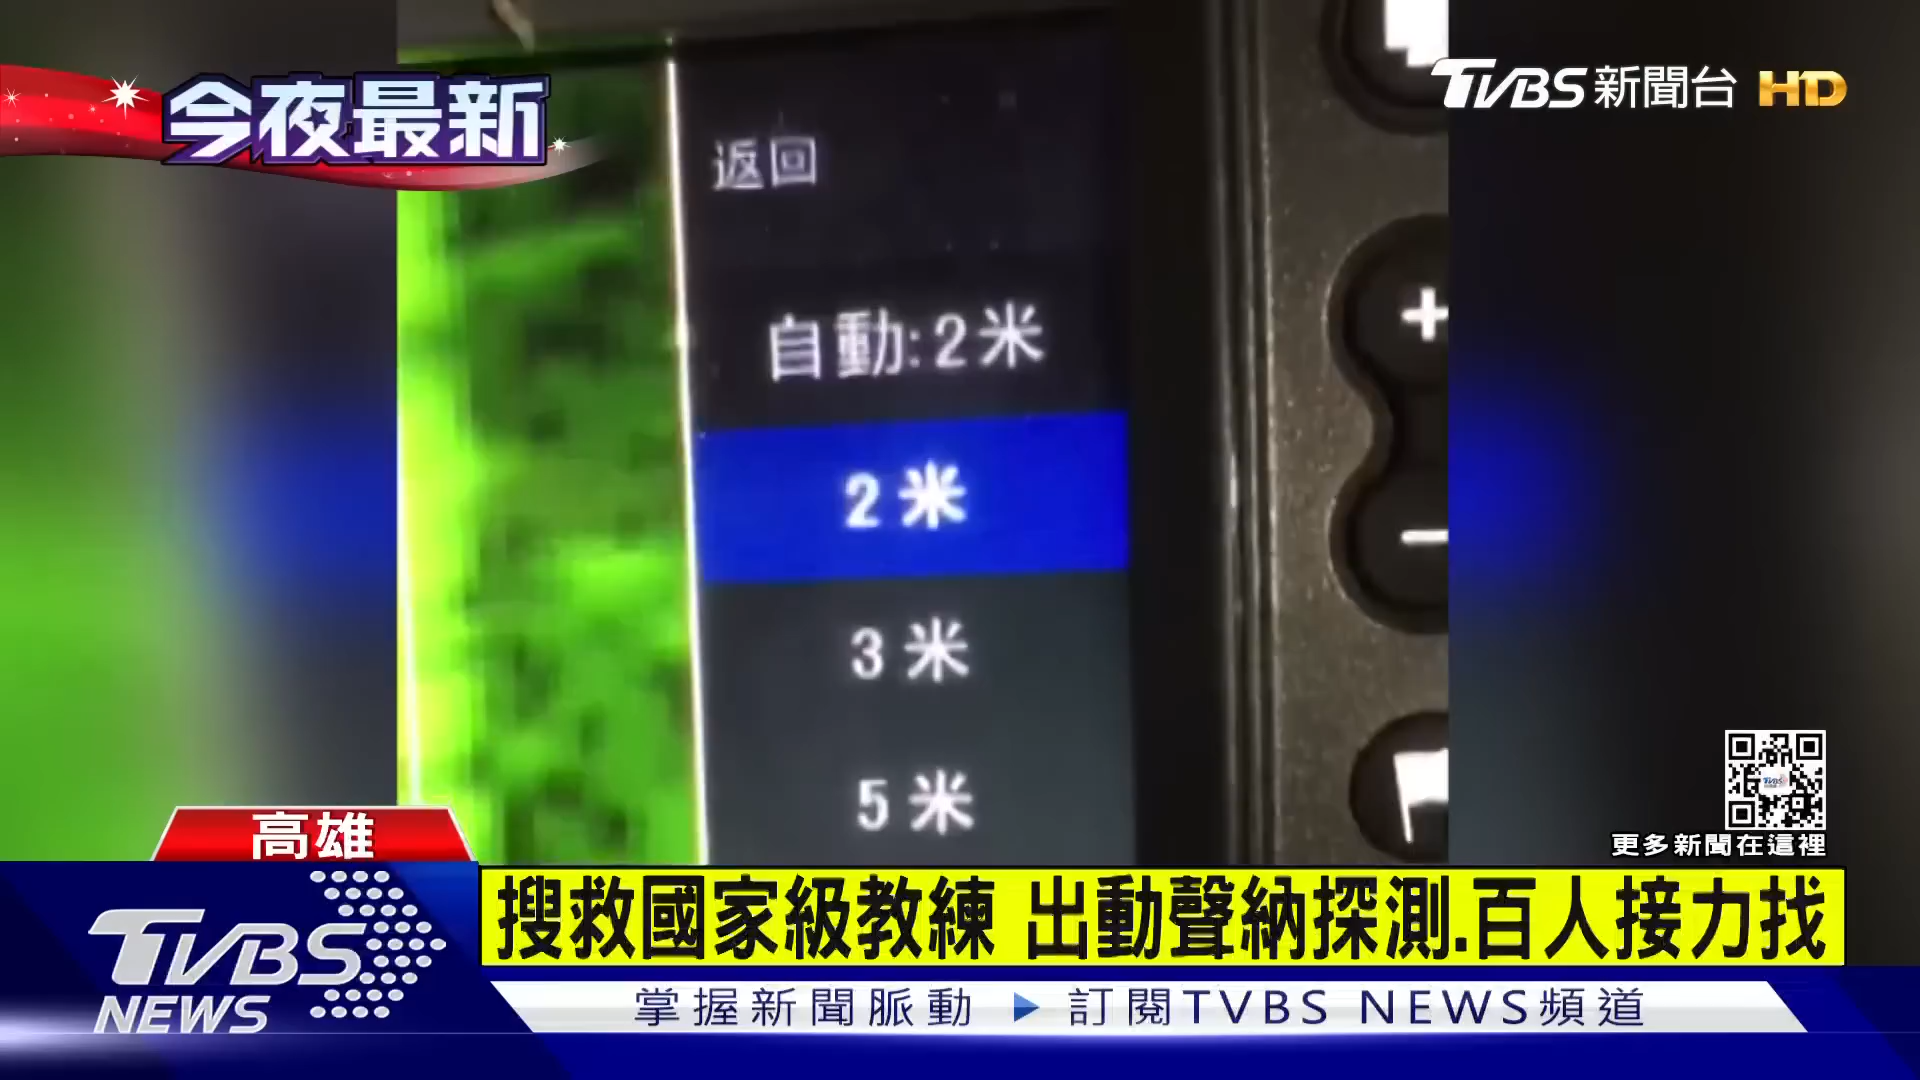 今夜最新
TVBS新聞台 HD
返回
自動:2米
2米
3米
5米
TVBS
更多新聞在這裡
高雄
搜救國家級教練 出動聲納探測.百人接力找
TVBS
NEWS
掌握新聞脈動 ▶ 訂閱TVBS NEWS頻道